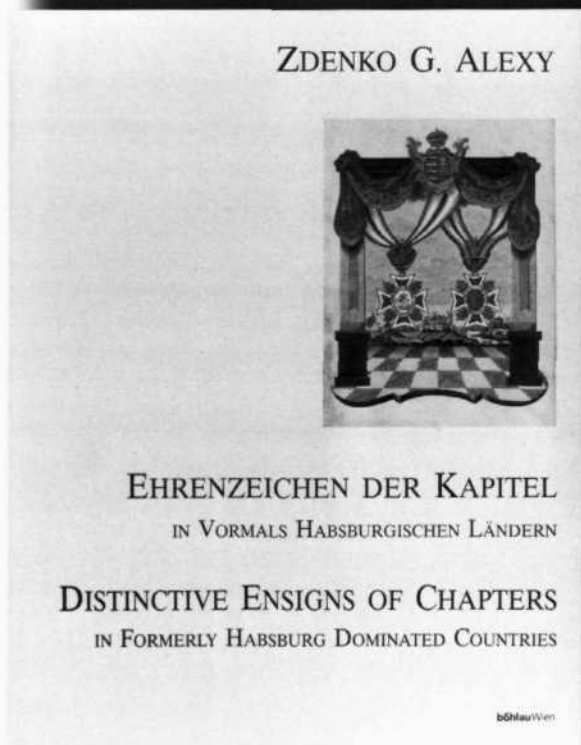 ZDENKO G. ALEXY
EHRENZEICHEN DER KAPITEL
IN VORMALS HABSBURGISCHEN LÄNDERN
DISTINCTIVE ENSIGNS OF CHAPTERS
IN FORMERLY HABSBURG DOMINATED COUNTRIES
böhlauWien